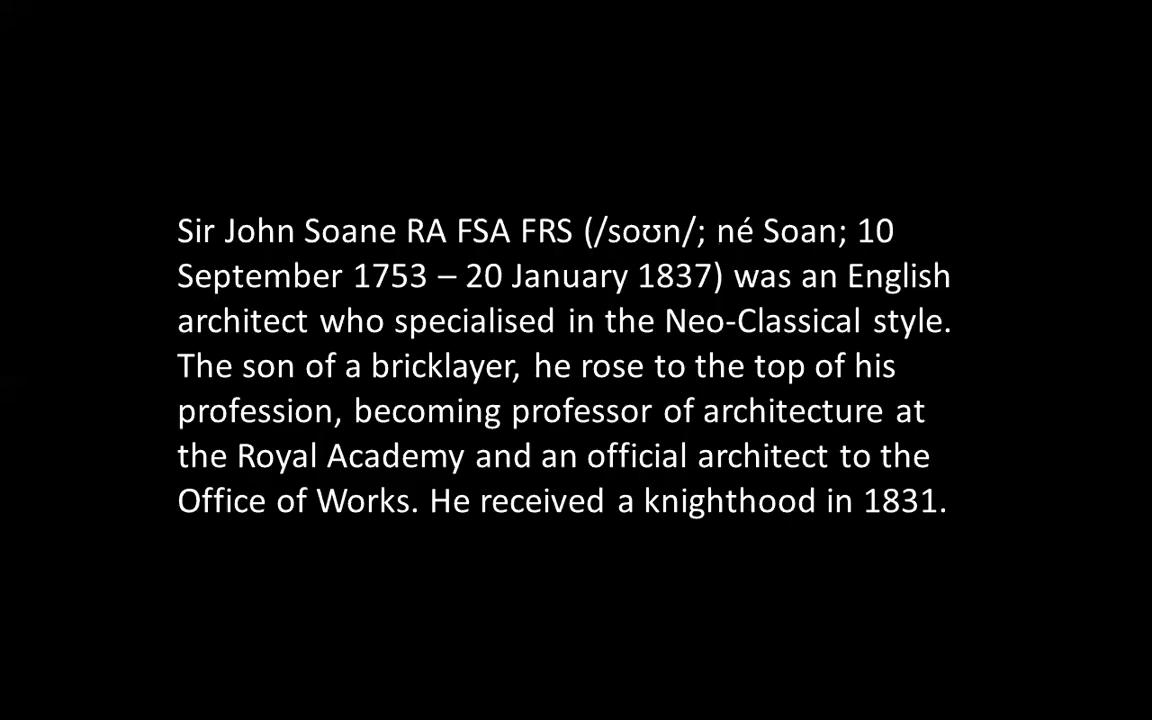 Sir John Soane RA FSA FRS (/soʊn/; né Soan; 10
September 1753 – 20 January 1837) was an English
architect who specialised in the Neo-Classical style.
The son of a bricklayer, he rose to the top of his
profession, becoming professor of architecture at
the Royal Academy and an official architect to the
Office of Works. He received a knighthood in 1831.